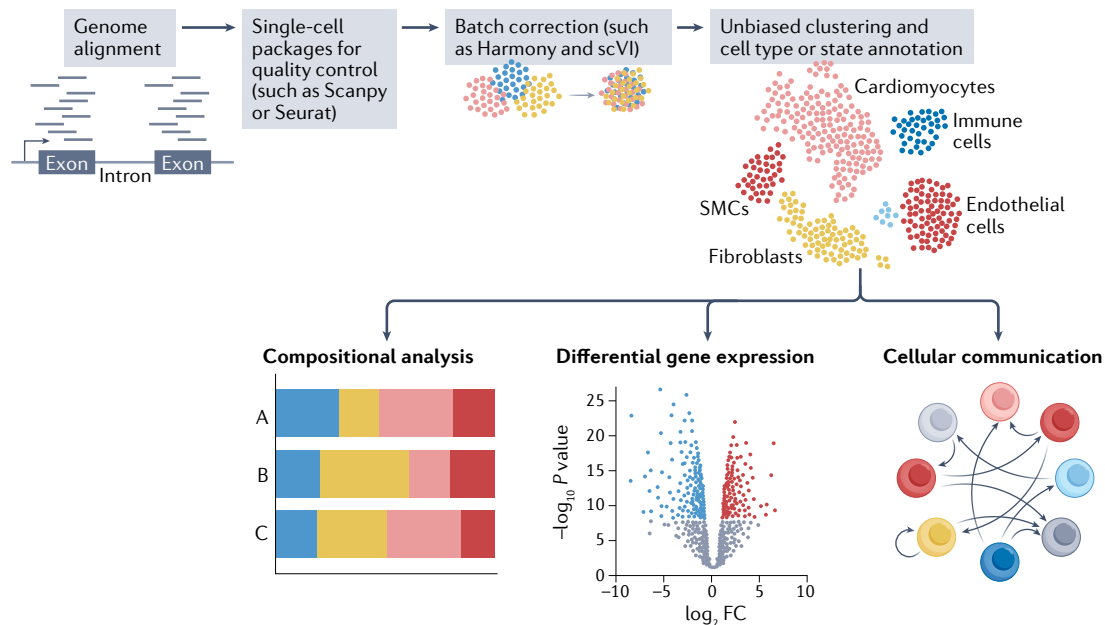 Genome
alignment
Single-cell
packages for
quality control
(such as Scanpy
or Seurat)
Batch correction (such
as Harmony and scVI)
Unbiased clustering and
cell type or state annotation
Exon
Intron
Exon
Cardiomyocytes
Immune
cells
SMCs
Endothelial
cells
Fibroblasts
Compositional analysis
A
B
C
Differential gene expression
25
20
15
10
5
0
–log₁₀ P value
–10
–5
0
5
10
log₂ FC
Cellular communication